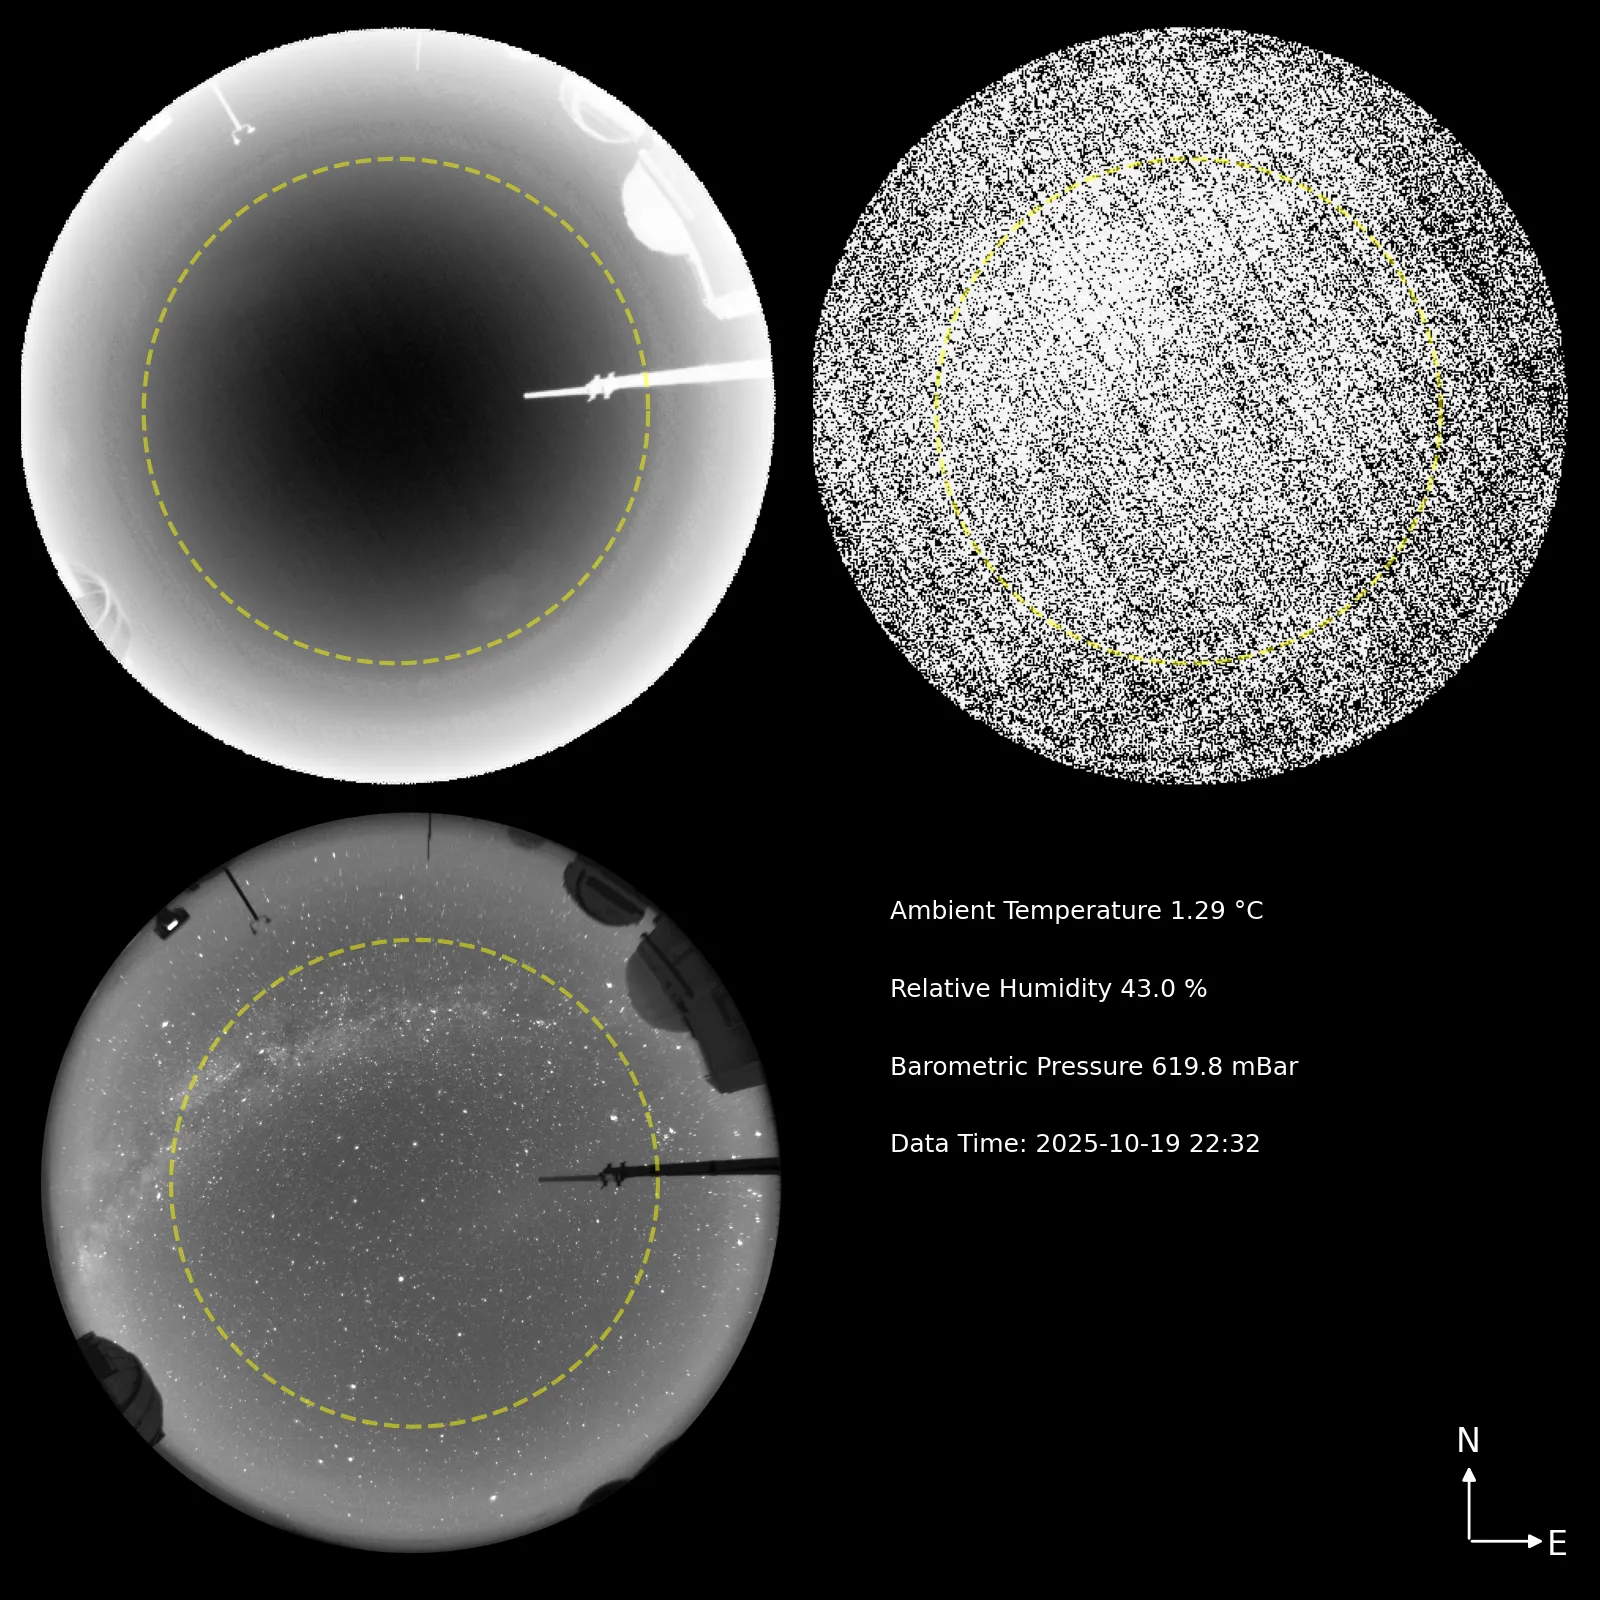 Ambient Temperature 1.29 °C
Relative Humidity 43.0 %
Barometric Pressure 619.8 mBar
Data Time: 2025-10-19 22:32
N
E